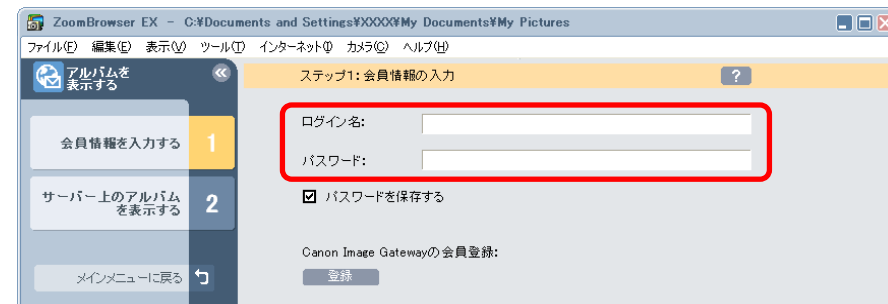 ZoomBrowser EX - C:¥Documents and Settings¥XXXX¥My Documents¥My Pictures
ファイル(F) 編集(E) 表示(V) ツール(T) インターネット(I) カメラ(C) ヘルプ(H)
アルバムを
表示する
ステップ1: 会員情報の入力
?
会員情報を入力する 1
ログイン名:
パスワード:
サーバー上のアルバム
を表示する 2
パスワードを保存する
Canon Image Gatewayの会員登録:
メインメニューに戻る
登録